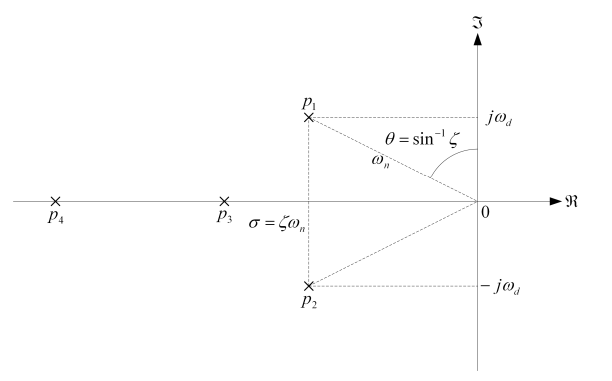 ℑ
p₁
jω_d
θ = sin⁻¹ ζ
ω_n
p₄
p₃
0
ℜ
σ = ζω_n
p₂
− jω_d